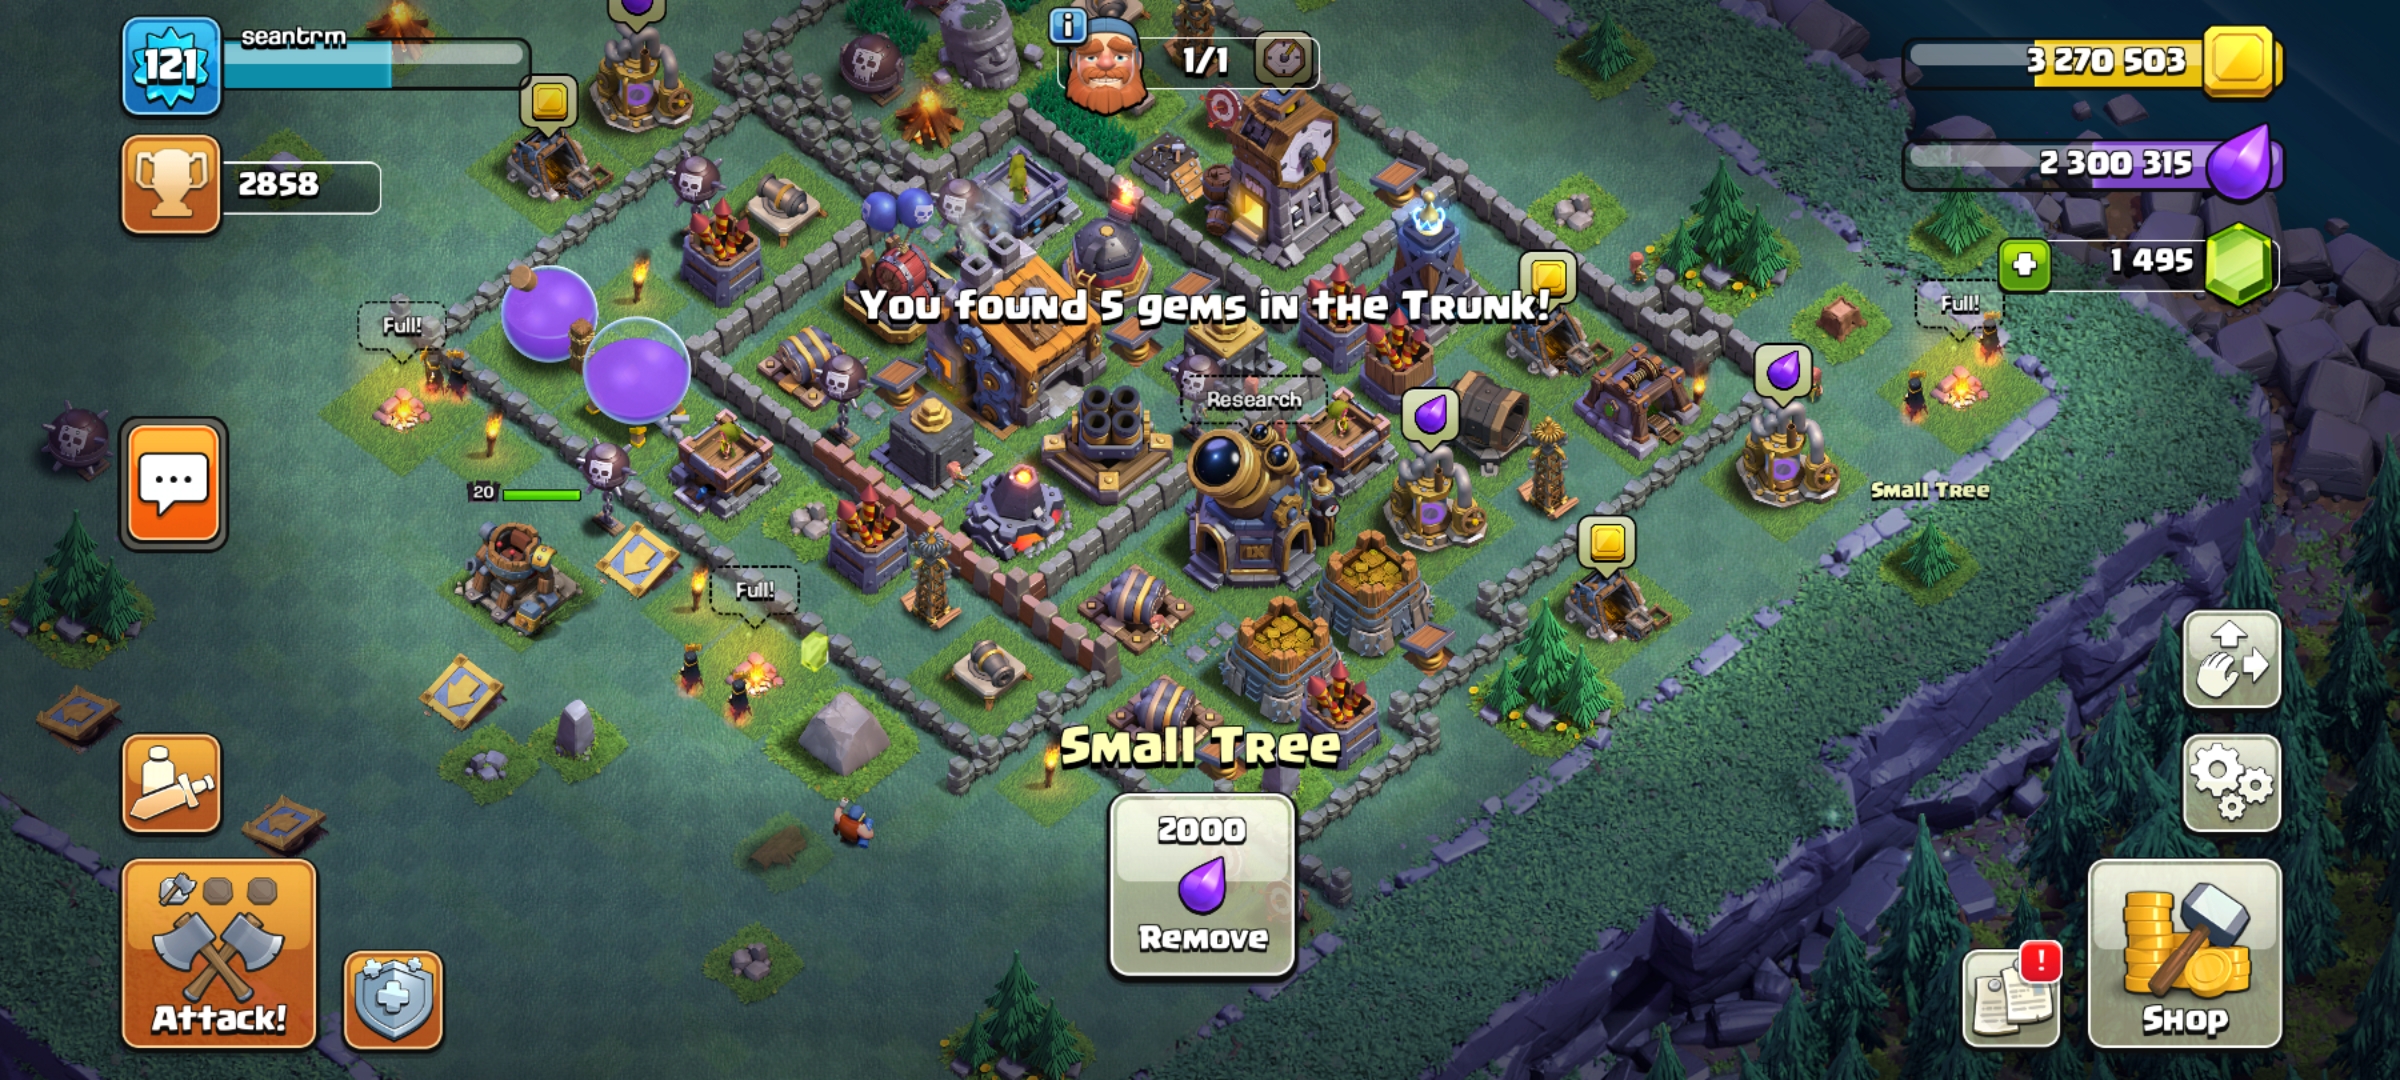 seantrm
121
1/1
3 270 503
2858
2 300 315
1 495
Full!
Full!
You found 5 gems in the Trunk!
Research
20
Small Tree
Full!
Small Tree
2000
Remove
Attack!
!
Shop